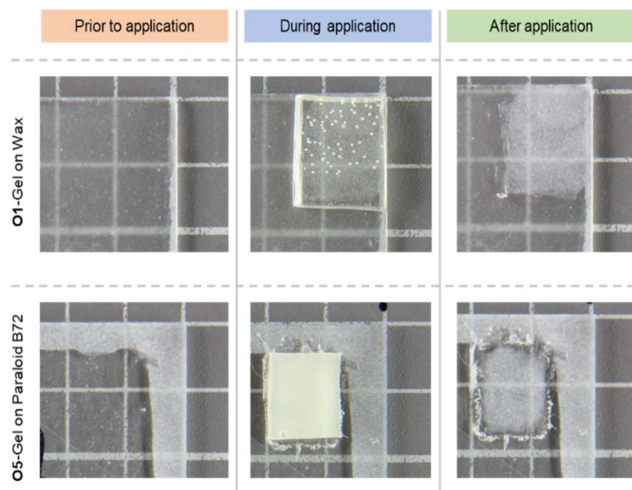 Prior to application
During application
After application
O1-Gel on Wax
O5-Gel on Paraloid B72